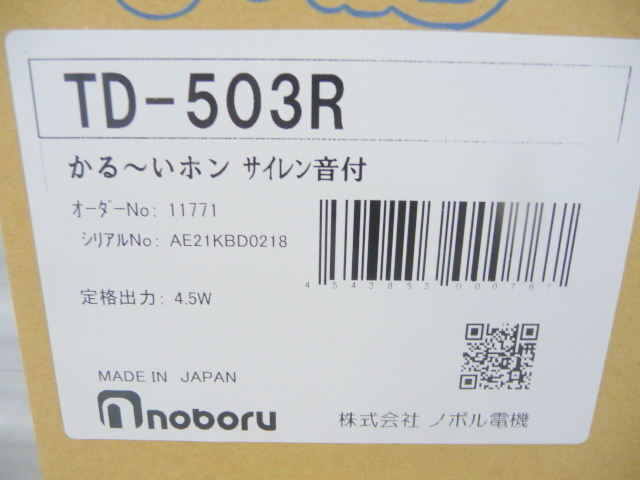 TD-503R
かる～いホン サイレン音付
オーダーNo: 11771
シリアルNo: AE21KBD0218
4543853000767
定格出力: 4.5W
MADE IN JAPAN
noboru
株式会社 ノボル電機